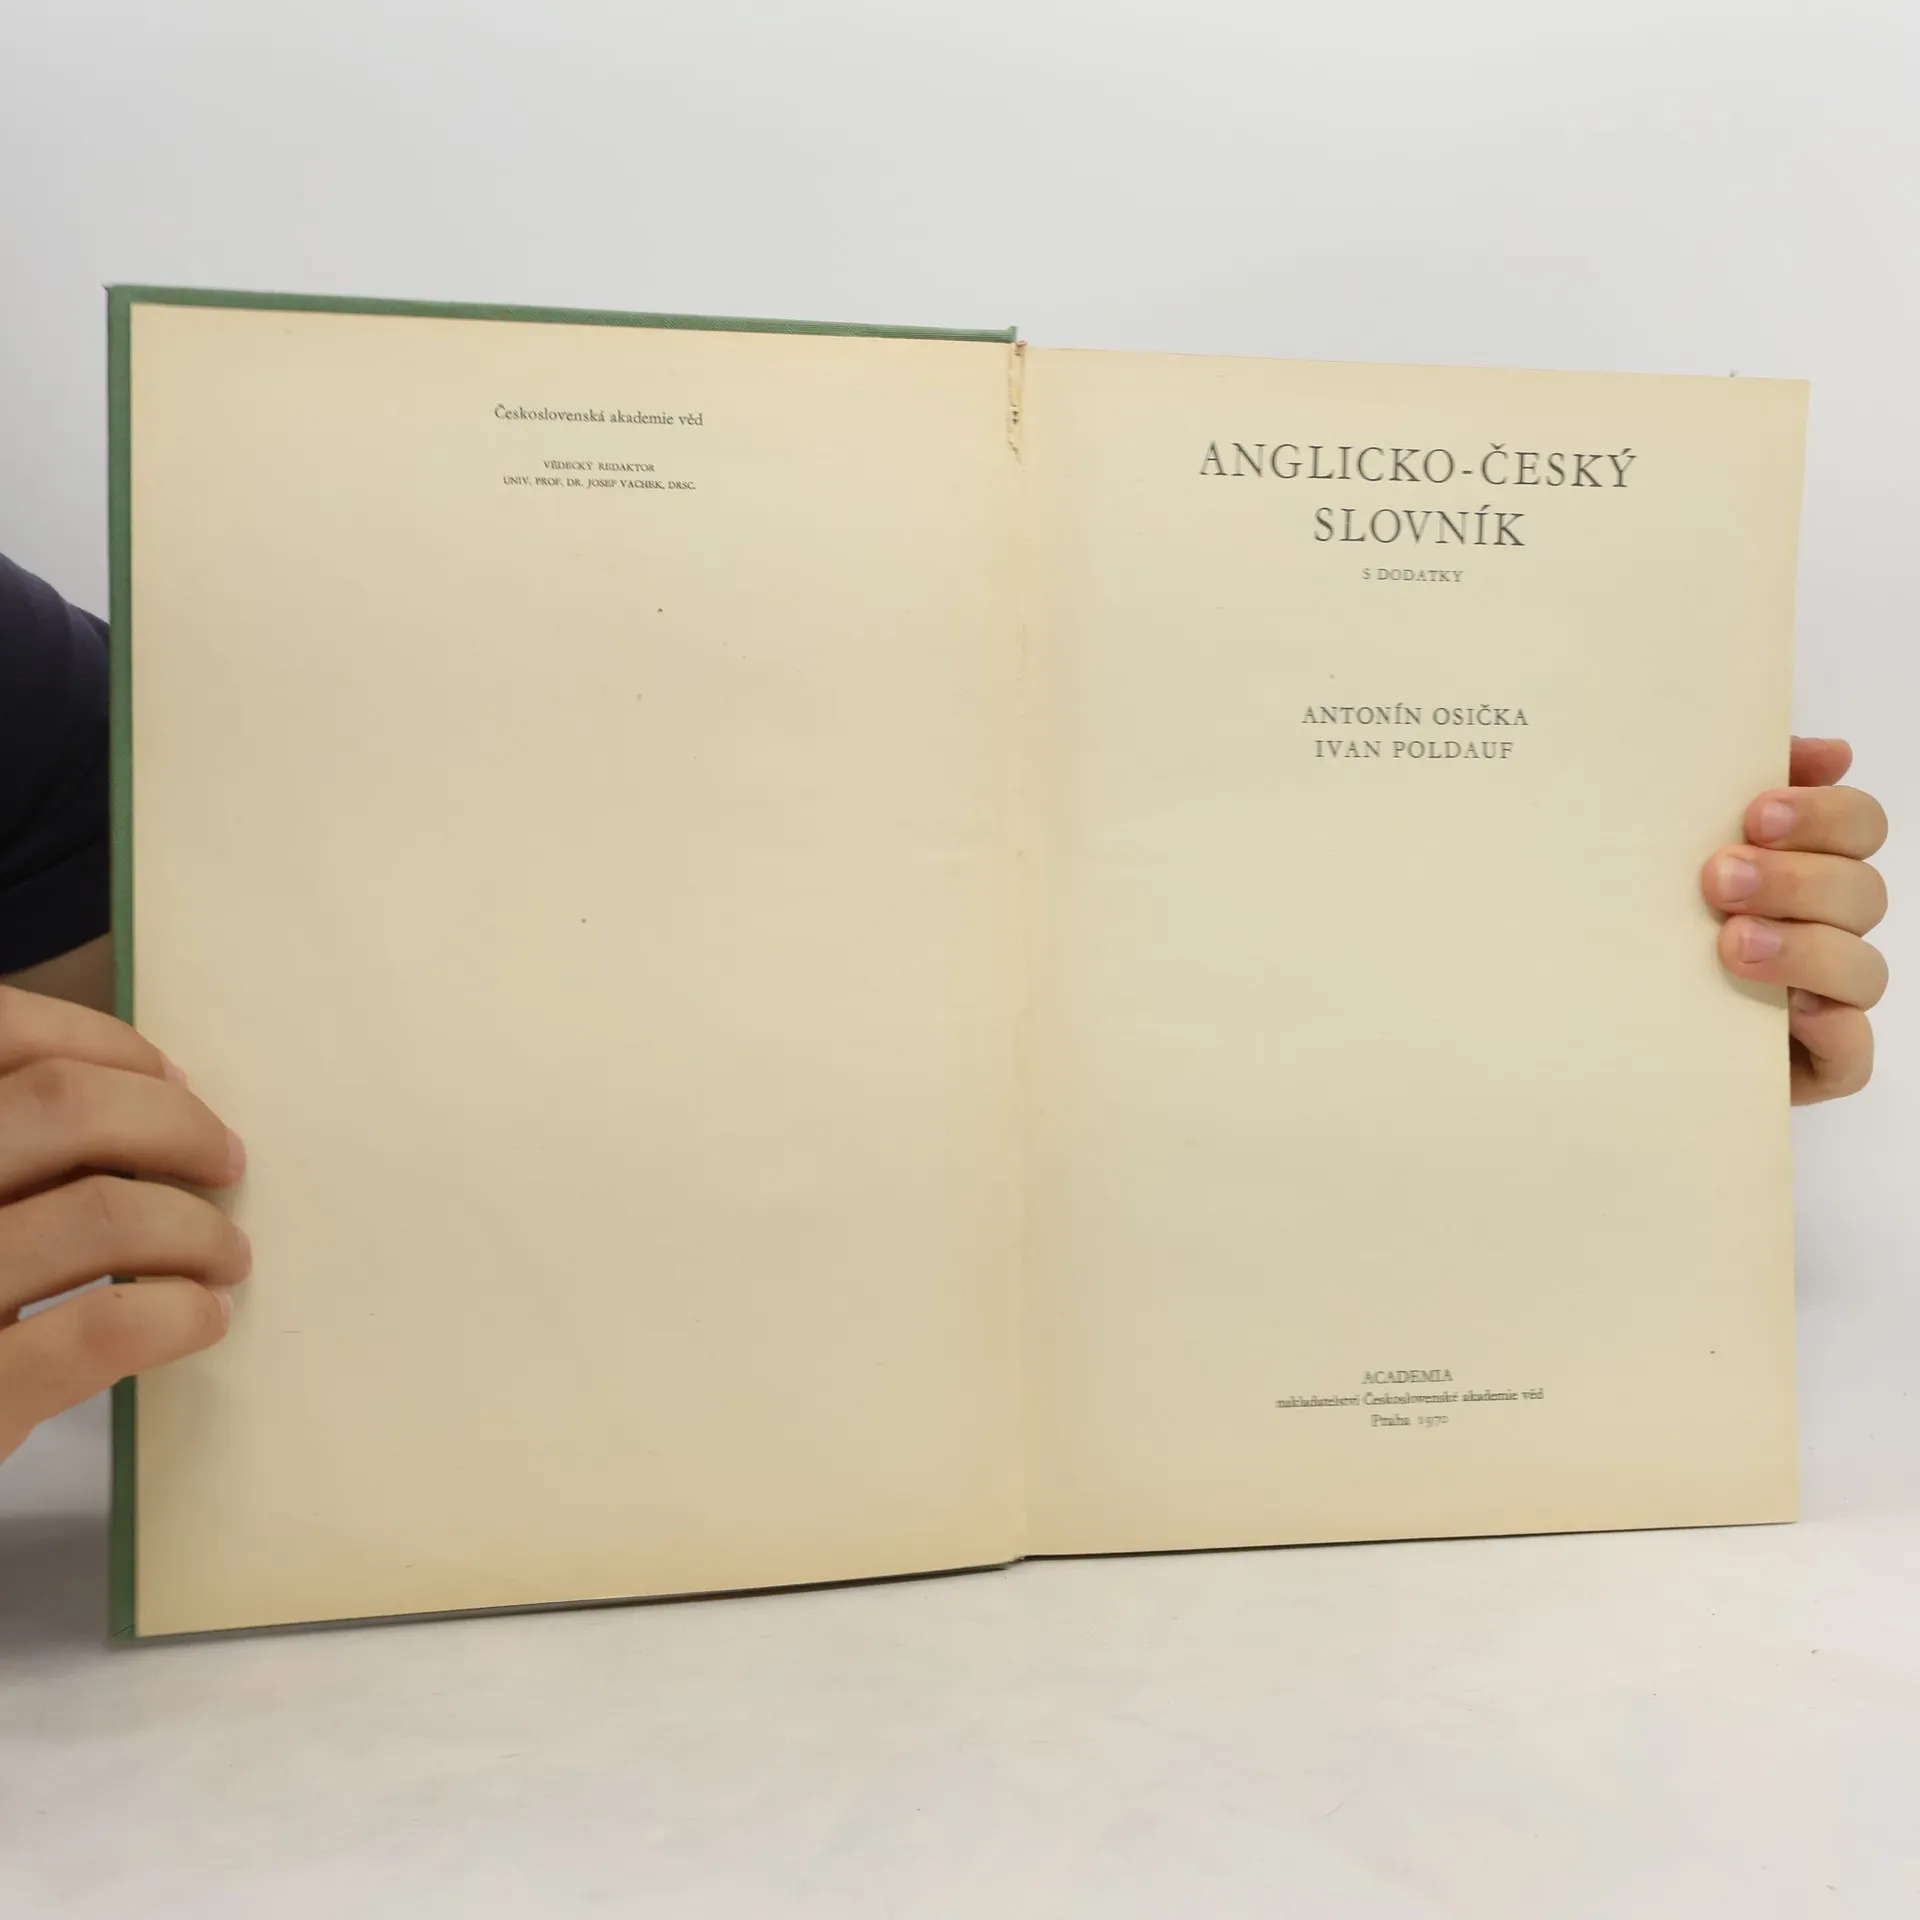 Československá akademie věd
VĚDECKÝ REDAKTOR
UNIV. PROF. DR. JOSEF VACHEK, DRSC.
ANGLICKO-ČESKÝ
SLOVNÍK
S DODATKY
ANTONÍN OSIČKA
IVAN POLDAUF
ACADEMIA
nakladatelství Československé akademie věd
Praha 1970